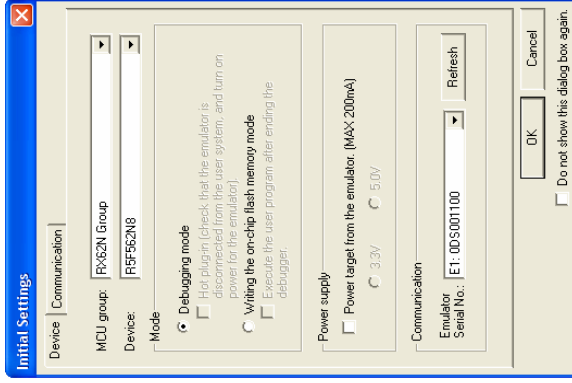 Initial Settings
Device
Communication
MCU group:
RX62N Group
Device:
R5F562N8
Mode
Debugging mode
Hot plug-in (check that the emulator is
disconnected from the user system, and turn on
power for the emulator).
Writing the on-chip flash memory mode
Execute the user program after ending the
debugger.
Power supply
Power target from the emulator. (MAX 200mA)
3.3V
5.0V
Communication
Emulator
Serial No.:
E1: 0DS001100
Refresh
OK
Cancel
Do not show this dialog box again.